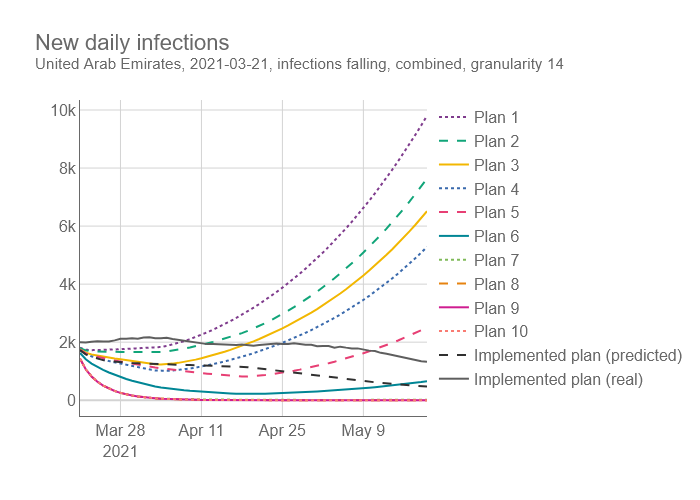 New daily infections
United Arab Emirates, 2021-03-21, infections falling, combined, granularity 14
10k
8k
6k
4k
2k
0
Mar 28
2021
Apr 11
Apr 25
May 9
Plan 1
Plan 2
Plan 3
Plan 4
Plan 5
Plan 6
Plan 7
Plan 8
Plan 9
Plan 10
Implemented plan (predicted)
Implemented plan (real)